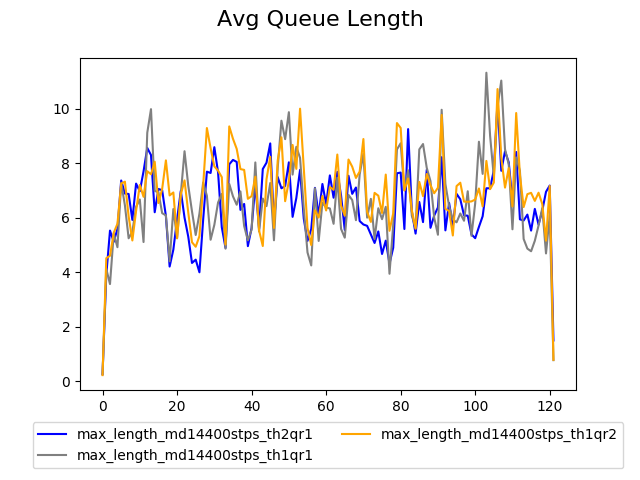 Avg Queue Length
10
8
6
4
2
0
0 20 40 60 80 100 120
max_length_md14400stps_th2qr1 max_length_md14400stps_th1qr2
max_length_md14400stps_th1qr1